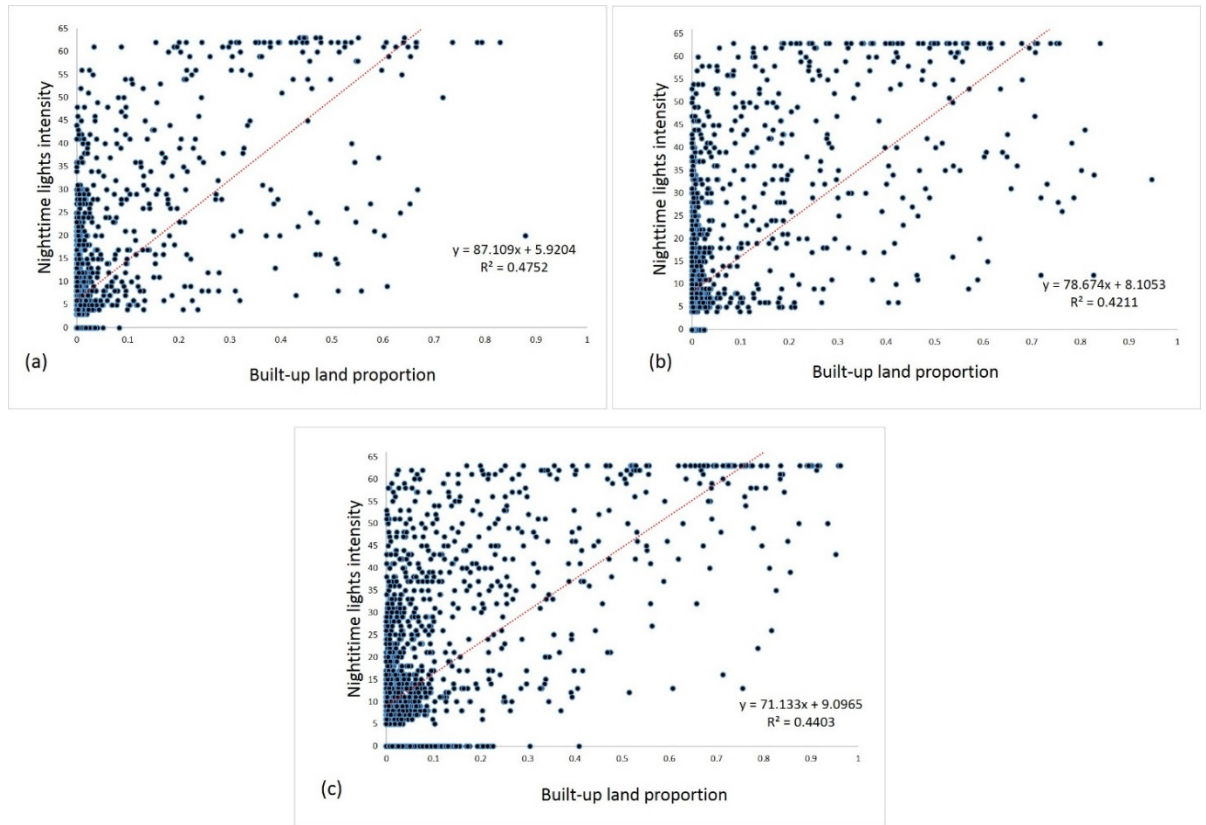 65
60
55
50
45
40
35
30
25
20
15
10
5
0
Nighttime lights intensity
y = 87.109x + 5.9204
R² = 0.4752
0 0.1 0.2 0.3 0.4 0.5 0.6 0.7 0.8 0.9 1
(a)
Built-up land proportion
65
60
55
50
45
40
35
30
25
20
15
10
5
0
Nighttime lights intensity
y = 78.674x + 8.1053
R² = 0.4211
0 0.1 0.2 0.3 0.4 0.5 0.6 0.7 0.8 0.9 1
(b)
Built-up land proportion
65
60
55
50
45
40
35
30
25
20
15
10
5
0
Nightitime lights intensity
y = 71.133x + 9.0965
R² = 0.4403
0 0.1 0.2 0.3 0.4 0.5 0.6 0.7 0.8 0.9 1
(c)
Built-up land proportion